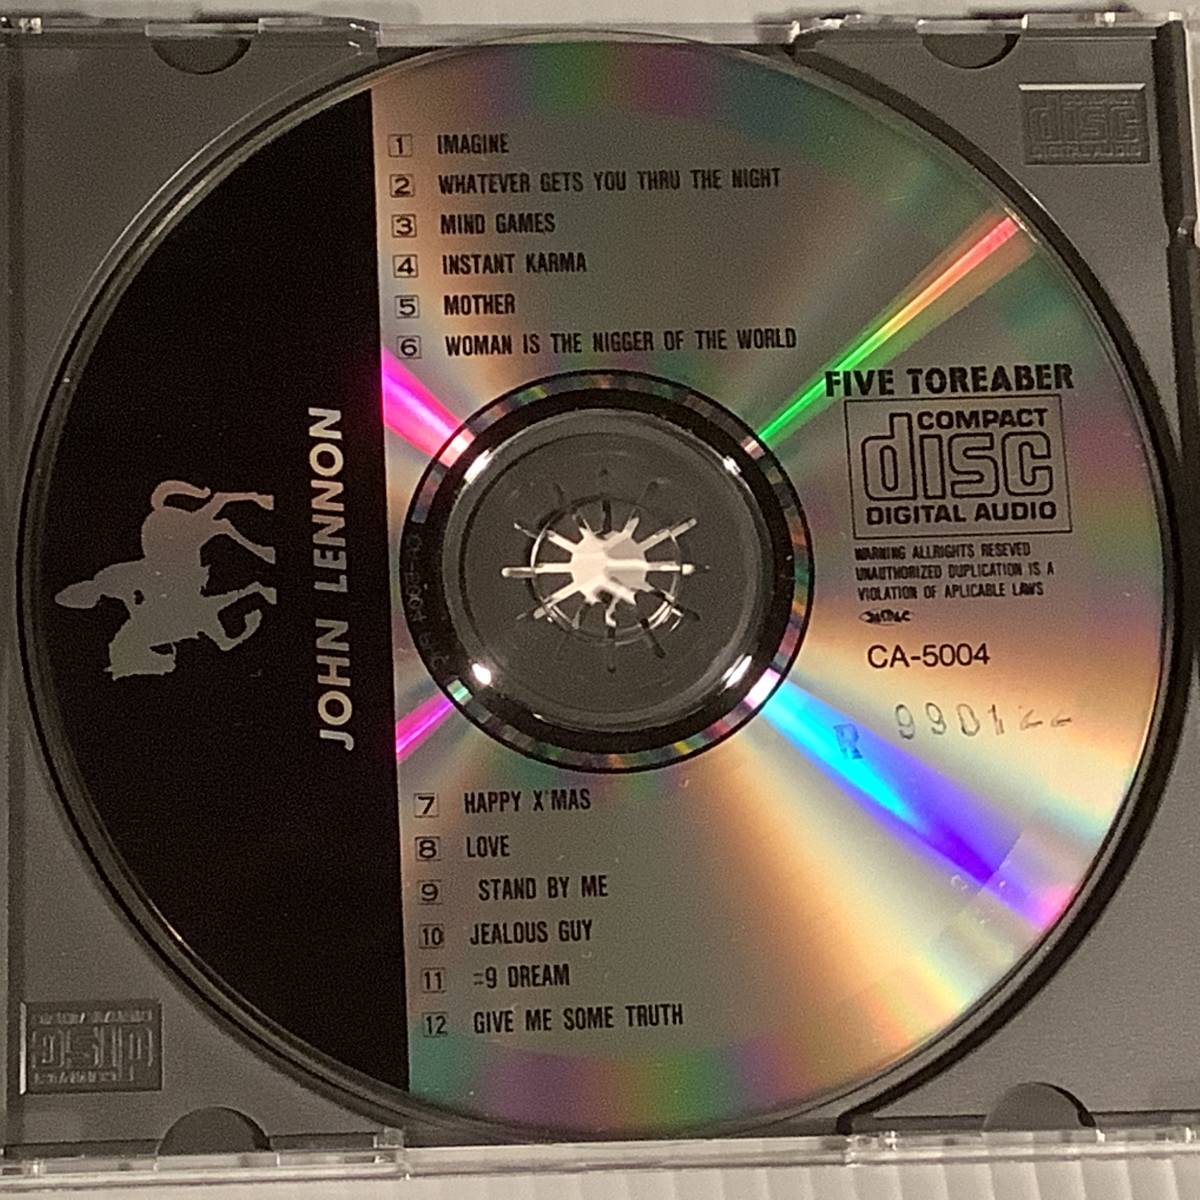 1 IMAGINE
2 WHATEVER GETS YOU THRU THE NIGHT
3 MIND GAMES
4 INSTANT KARMA
5 MOTHER
6 WOMAN IS THE NIGGER OF THE WORLD
FIVE TOREABER
COMPACT
disc
DIGITAL AUDIO
WARNING ALLRIGHTS RESEVED
UNAUTHORIZED DUPLICATION IS A
VIOLATION OF APLICABLE LAWS
CA-5004
R 9901
JOHN LENNON
7 HAPPY X'MAS
8 LOVE
9 STAND BY ME
10 JEALOUS GUY
11 =9 DREAM
12 GIVE ME SOME TRUTH
disc
disc